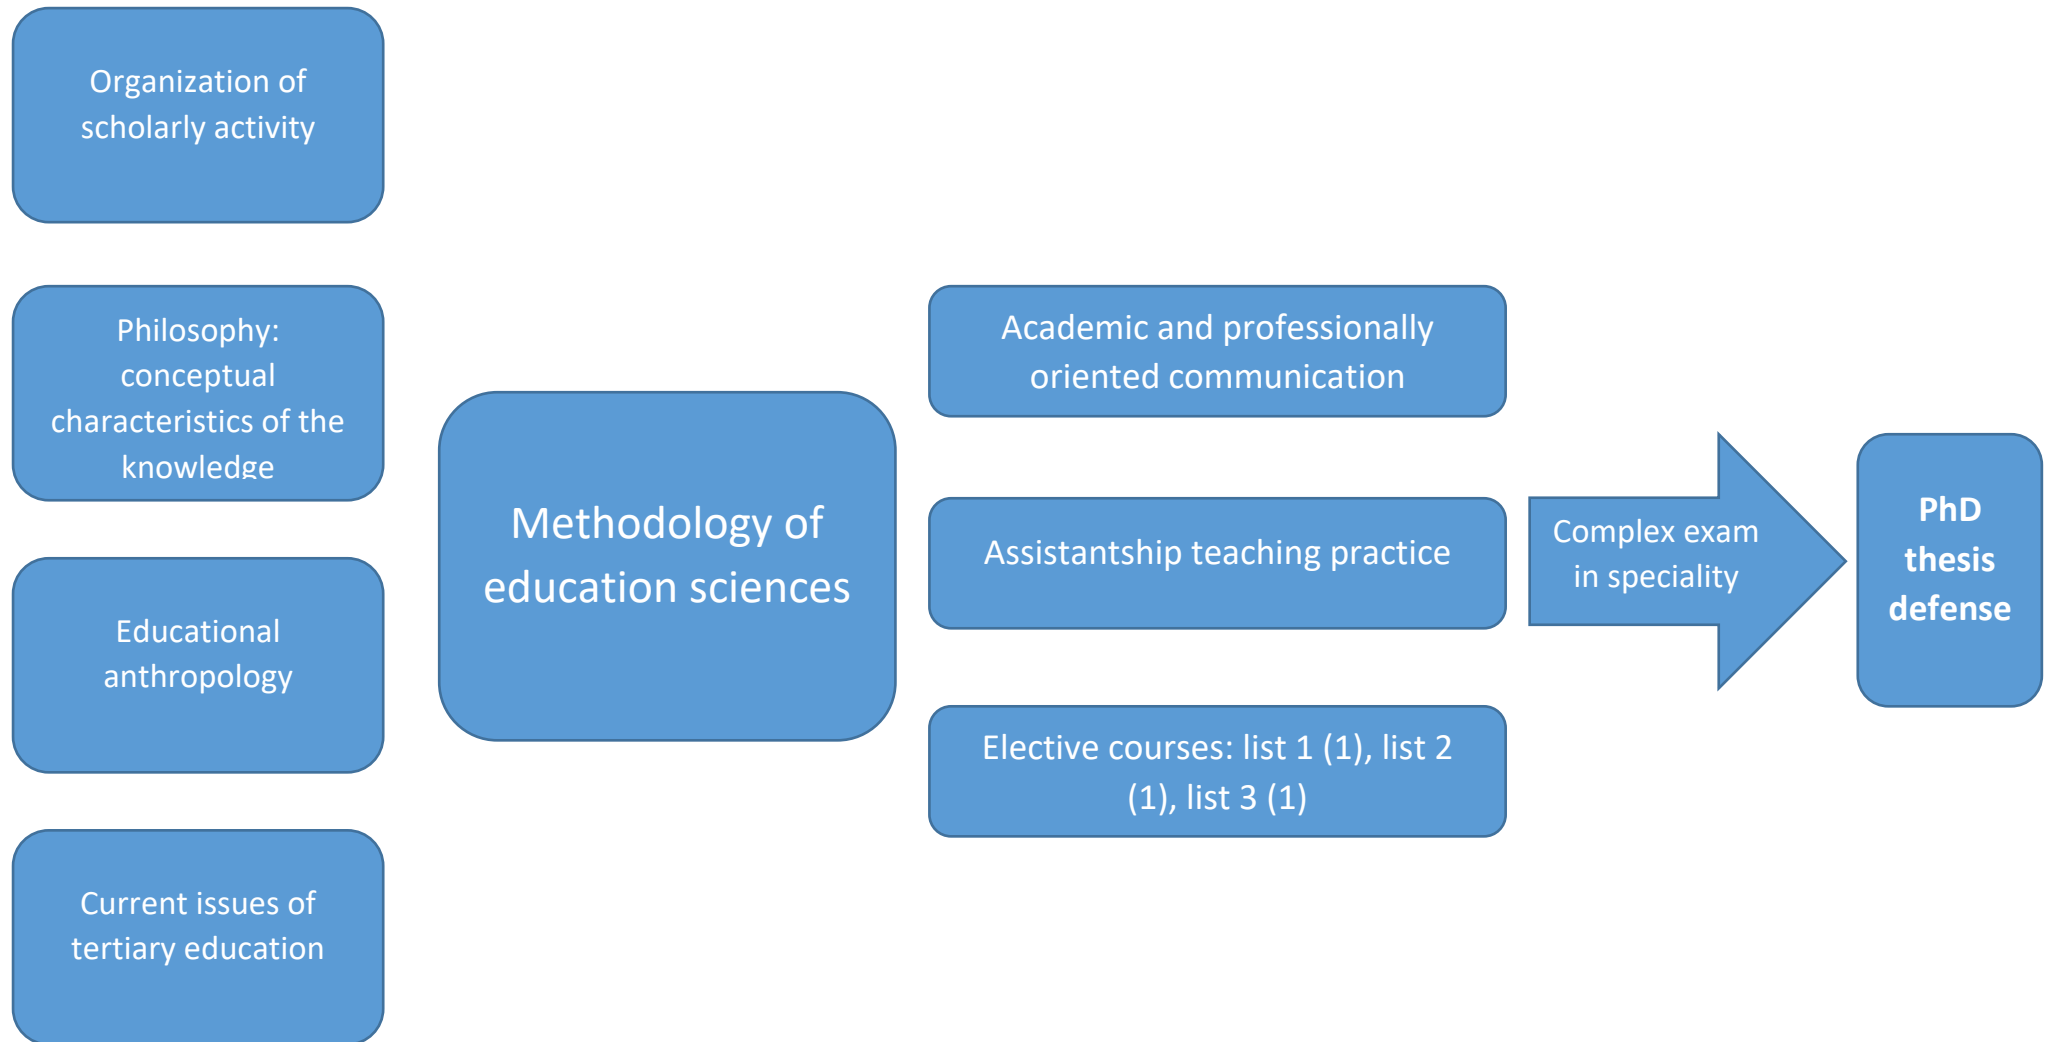 Organization of
scholarly activity
Philosophy:
conceptual
characteristics of the
knowledge
Educational
anthropology
Current issues of
tertiary education
Methodology of
education sciences
Academic and professionally
oriented communication
Assistantship teaching practice
Elective courses: list 1 (1), list 2
(1), list 3 (1)
Complex exam
in speciality
PhD
thesis
defense